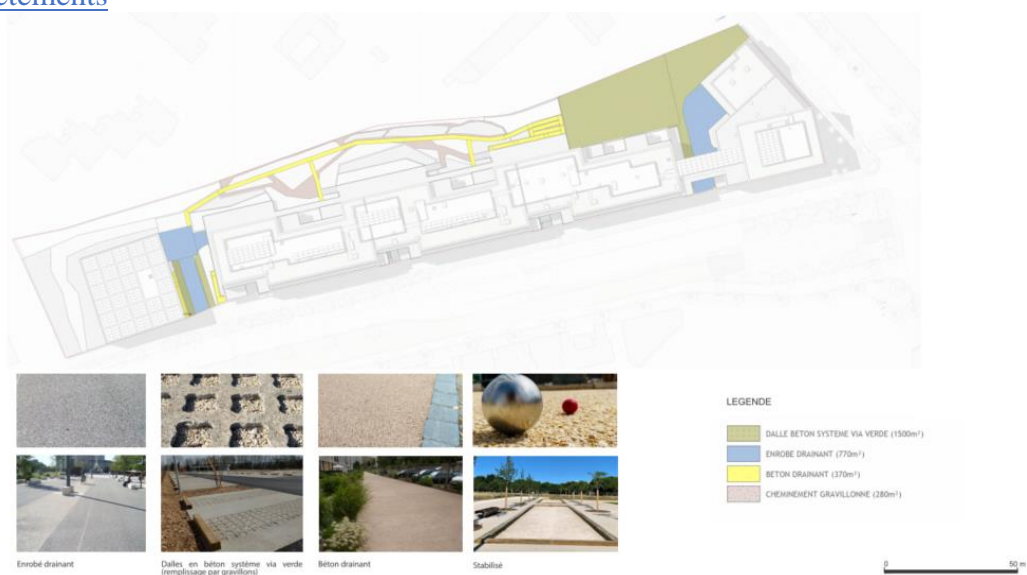 LEGENDE
DALLE BETON SYSTEME VIA VERDE (1500m²)
ENROBE DRAINANT (770m²)
BETON DRAINANT (370m²)
CHEMINEMENT GRAVILLONNE (280m²)
Enrobé drainant
Dalles en béton système via verde
(remplissage par gravillons)
Béton drainant
Stabilisé
0 50 m